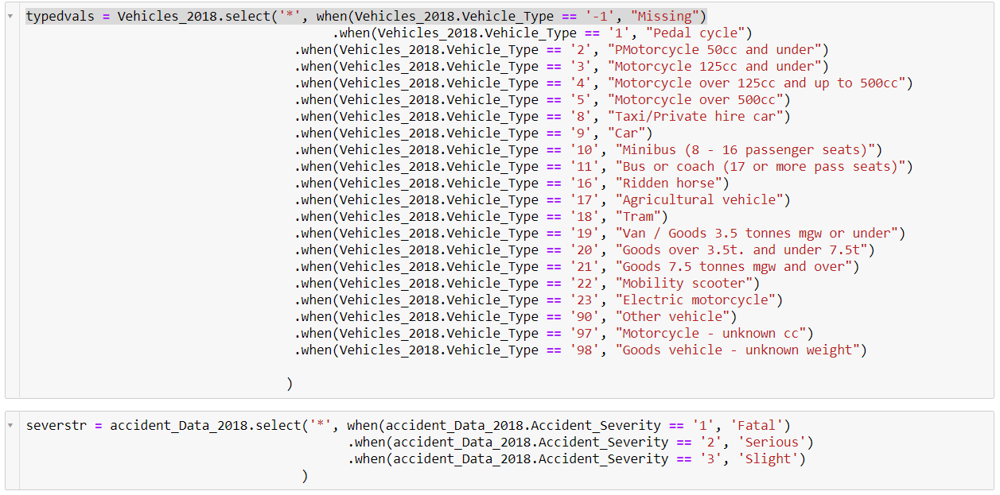 typedvals = Vehicles_2018.select('*', when(Vehicles_2018.Vehicle_Type == '-1', "Missing")
.when(Vehicles_2018.Vehicle_Type == '1', "Pedal cycle")
.when(Vehicles_2018.Vehicle_Type == '2', "PMotorcycle 50cc and under")
.when(Vehicles_2018.Vehicle_Type == '3', "Motorcycle 125cc and under")
.when(Vehicles_2018.Vehicle_Type == '4', "Motorcycle over 125cc and up to 500cc")
.when(Vehicles_2018.Vehicle_Type == '5', "Motorcycle over 500cc")
.when(Vehicles_2018.Vehicle_Type == '8', "Taxi/Private hire car")
.when(Vehicles_2018.Vehicle_Type == '9', "Car")
.when(Vehicles_2018.Vehicle_Type == '10', "Minibus (8 - 16 passenger seats)")
.when(Vehicles_2018.Vehicle_Type == '11', "Bus or coach (17 or more pass seats)")
.when(Vehicles_2018.Vehicle_Type == '16', "Ridden horse")
.when(Vehicles_2018.Vehicle_Type == '17', "Agricultural vehicle")
.when(Vehicles_2018.Vehicle_Type == '18', "Tram")
.when(Vehicles_2018.Vehicle_Type == '19', "Van / Goods 3.5 tonnes mgw or under")
.when(Vehicles_2018.Vehicle_Type == '20', "Goods over 3.5t. and under 7.5t")
.when(Vehicles_2018.Vehicle_Type == '21', "Goods 7.5 tonnes mgw and over")
.when(Vehicles_2018.Vehicle_Type == '22', "Mobility scooter")
.when(Vehicles_2018.Vehicle_Type == '23', "Electric motorcycle")
.when(Vehicles_2018.Vehicle_Type == '90', "Other vehicle")
.when(Vehicles_2018.Vehicle_Type == '97', "Motorcycle - unknown cc")
.when(Vehicles_2018.Vehicle_Type == '98', "Goods vehicle - unknown weight")
)
severstr = accident_Data_2018.select('*', when(accident_Data_2018.Accident_Severity == '1', 'Fatal')
.when(accident_Data_2018.Accident_Severity == '2', 'Serious')
.when(accident_Data_2018.Accident_Severity == '3', 'Slight')
)